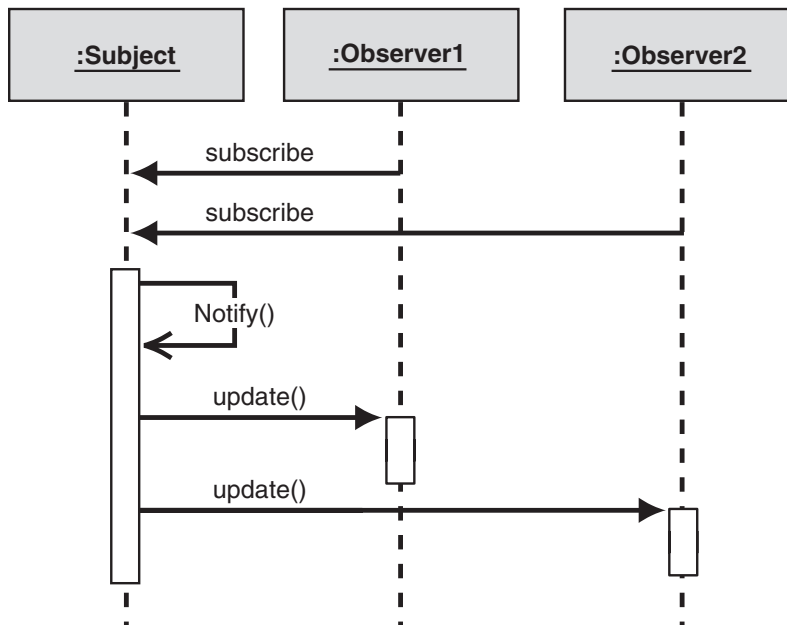 :Subject
:Observer1
:Observer2
subscribe
subscribe
Notify()
update()
update()